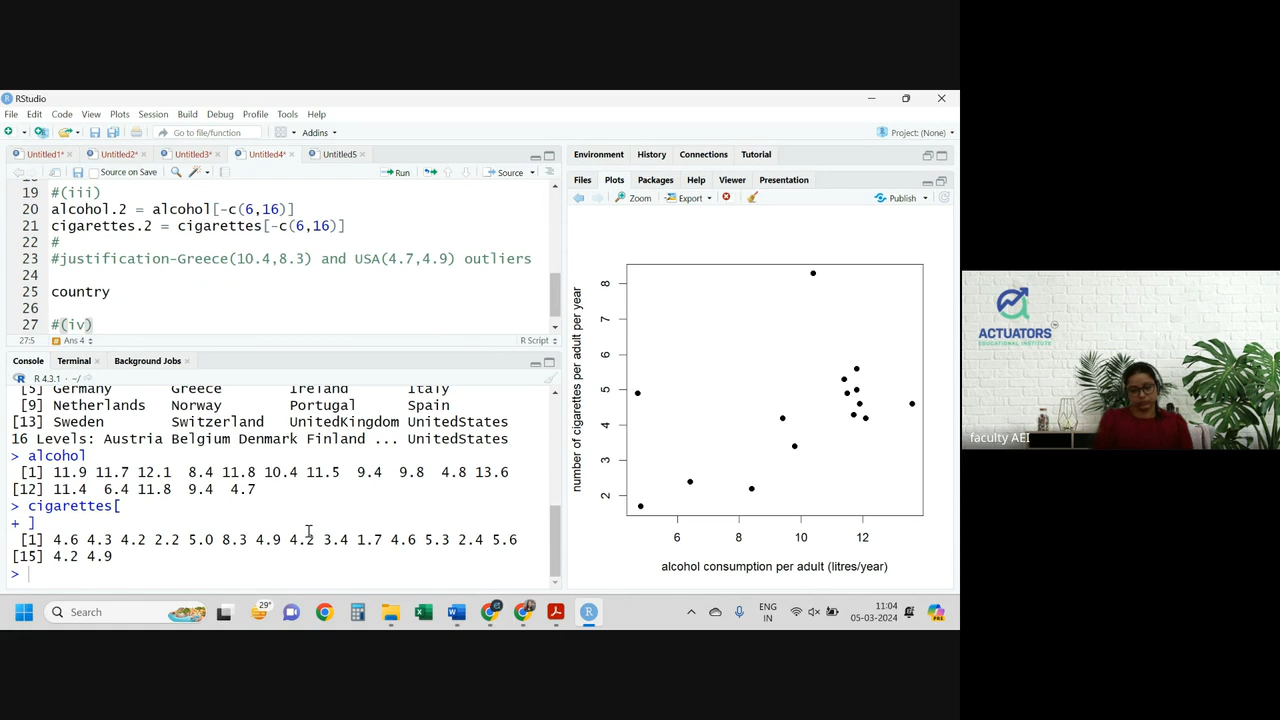 RStudio
File Edit Code View Plots Session Build Debug Profile Tools Help
Go to file/function Addins Project: (None)
Untitled1* Untitled2* Untitled3* Untitled4* Untitled5
Source on Save Run Source
19 #(iii)
20 alcohol.2 = alcohol[-c(6,16)]
21 cigarettes.2 = cigarettes[-c(6,16)]
22 #
23 #justification-Greece(10.4,8.3) and USA(4.7,4.9) outliers
24
25 country
26
27 #(iv)
27:5 Ans 4 R Script
Console Terminal Background Jobs
R 4.3.1 · ~/
[5] Germany Greece Ireland Italy
[9] Netherlands Norway Portugal Spain
[13] Sweden Switzerland UnitedKingdom UnitedStates
16 Levels: Austria Belgium Denmark Finland ... UnitedStates
> alcohol
[1] 11.9 11.7 12.1 8.4 11.8 10.4 11.5 9.4 9.8 4.8 13.6
[12] 11.4 6.4 11.8 9.4 4.7
> cigarettes[
+ ]
[1] 4.6 4.3 4.2 2.2 5.0 8.3 4.9 4.2 3.4 1.7 4.6 5.3 2.4 5.6
[15] 4.2 4.9
>
Environment History Connections Tutorial
Files Plots Packages Help Viewer Presentation
Zoom Export Publish
number of cigarettes per adult per year
8
7
6
5
4
3
2
6 8 10 12
alcohol consumption per adult (litres/year)
Search
29°
ENG
IN
11:04
05-03-2024
ACTUATORS
EDUCATIONAL INSTITUTE
faculty AEI